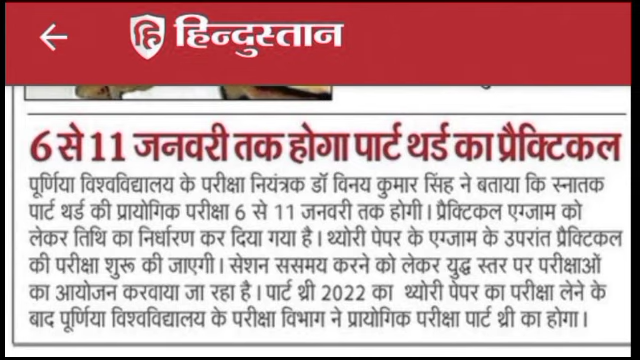 हिन्दुस्तान
6 से 11 जनवरी तक होगा पार्ट थर्ड का प्रैक्टिकल
पूर्णिया विश्वविद्यालय के परीक्षा नियंत्रक डॉ विनय कुमार सिंह ने बताया कि स्नातक
पार्ट थर्ड की प्रायोगिक परीक्षा 6 से 11 जनवरी तक होगी। प्रैक्टिकल एग्जाम को
लेकर तिथि का निर्धारण कर दिया गया है। थ्योरी पेपर के एग्जाम के उपरांत प्रैक्टिकल
की परीक्षा शुरू की जाएगी। सेशन ससमय करने को लेकर युद्ध स्तर पर परीक्षाओं
का आयोजन करवाया जा रहा है। पार्ट थ्री 2022 का थ्योरी पेपर का परीक्षा लेने के
बाद पूर्णिया विश्वविद्यालय के परीक्षा विभाग ने प्रायोगिक परीक्षा पार्ट थ्री का होगा।